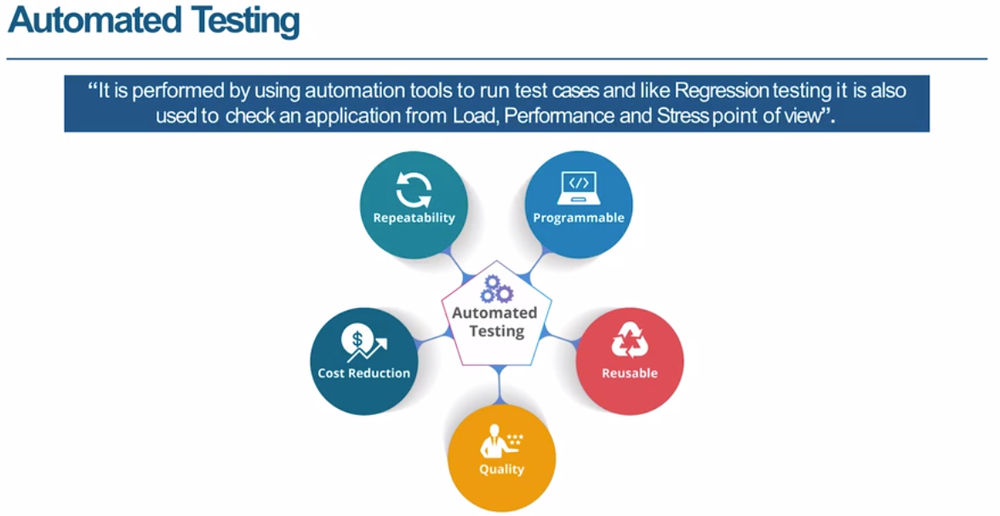 Automated Testing
“It is performed by using automation tools to run test cases and like Regression testing it is also
used to check an application from Load, Performance and Stress point of view”.
Repeatability
Programmable
Automated
Testing
Cost Reduction
$
Reusable
Quality